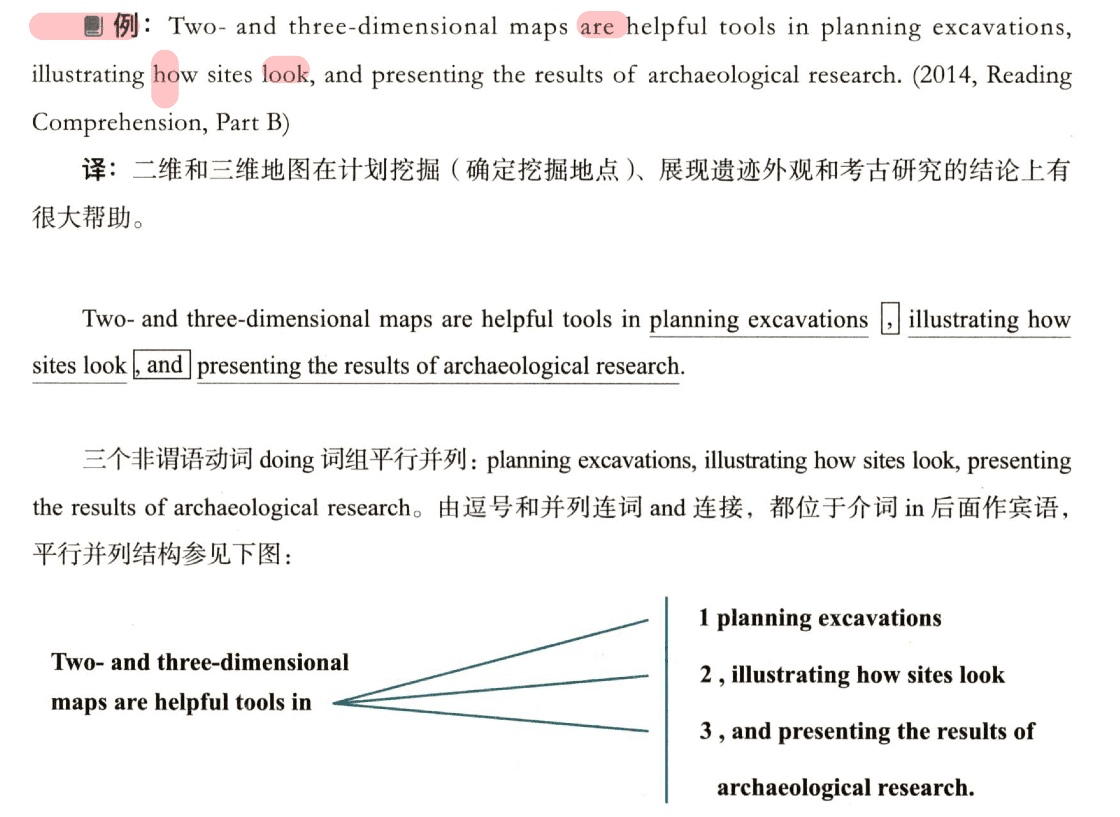 例：Two- and three-dimensional maps are helpful tools in planning excavations,
illustrating how sites look, and presenting the results of archaeological research. (2014, Reading
Comprehension, Part B)
译：二维和三维地图在计划挖掘（确定挖掘地点）、展现遗迹外观和考古研究的结论上有
很大帮助。
Two- and three-dimensional maps are helpful tools in planning excavations , illustrating how
sites look , and presenting the results of archaeological research.
三个非谓语动词 doing 词组平行并列：planning excavations, illustrating how sites look, presenting
the results of archaeological research。由逗号和并列连词 and 连接，都位于介词 in 后面作宾语，
平行并列结构参见下图：
Two- and three-dimensional
maps are helpful tools in
1 planning excavations
2 , illustrating how sites look
3 , and presenting the results of
archaeological research.